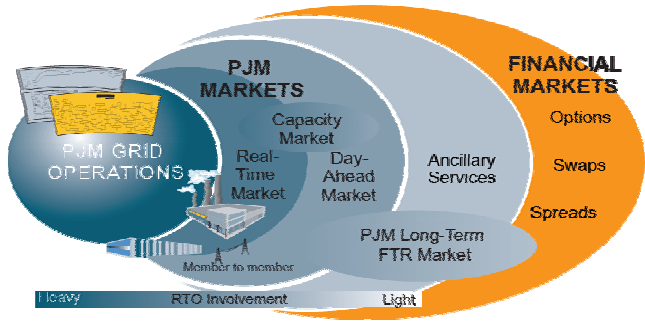 PJM
MARKETS
FINANCIAL
MARKETS
Options
Swaps
Spreads
Capacity
Market
PJM GRID
OPERATIONS
Real-
Time
Market
Day-
Ahead
Market
Ancillary
Services
PJM Long-Term
FTR Market
Member to member
Heavy
RTO Involvement
Light